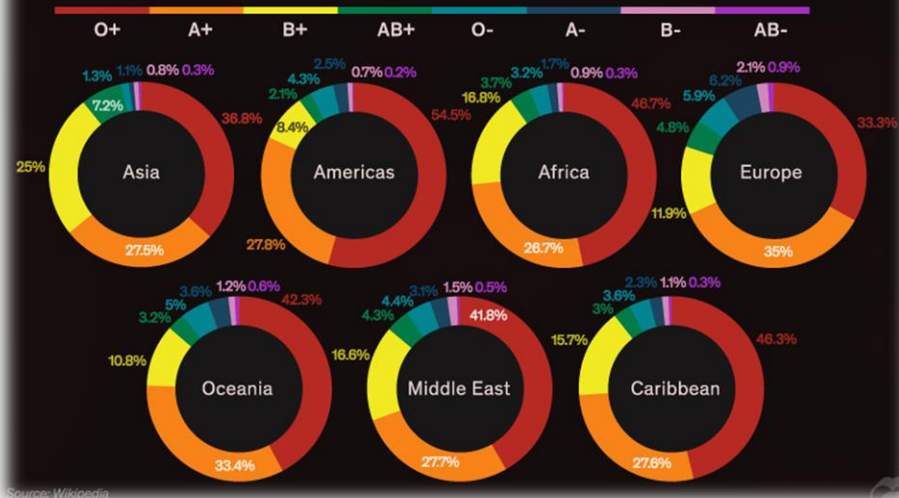 O+ A+ B+ AB+ O- A- B- AB-
1.3% 1.1% 0.8% 0.3%
7.2%
36.8%
25%
Asia
27.5%
2.5%
4.3%
0.7% 0.2%
2.1%
8.4%
54.5%
Americas
27.8%
3.7% 3.2% 1.7% 0.9% 0.3%
16.8%
46.7%
Africa
26.7%
2.1% 0.9%
6.2%
5.9%
4.8%
33.3%
Europe
11.9%
35%
3.6% 1.2% 0.6%
5%
3.2%
42.3%
10.8%
Oceania
33.4%
4.4% 3.1% 1.5% 0.5%
4.3%
41.8%
16.6%
Middle East
27.7%
2.3% 1.1% 0.3%
3.6%
3%
15.7%
46.3%
Caribbean
27.6%
Source: Wikipedia